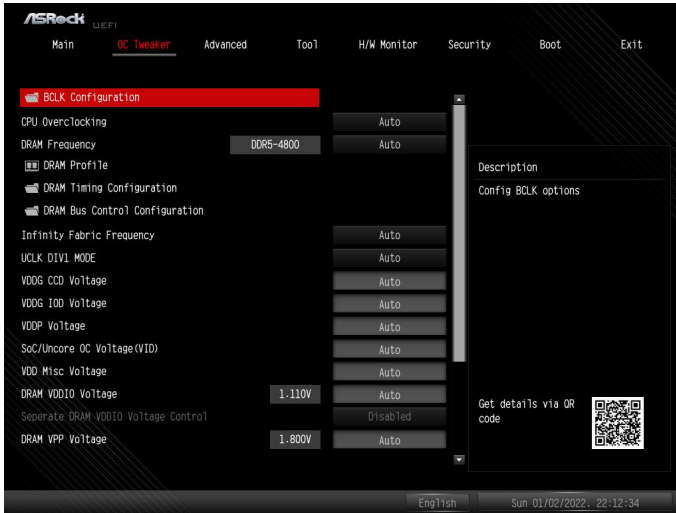 ASRock UEFI
Main OC Tweaker Advanced Tool H/W Monitor Security Boot Exit
BCLK Configuration
CPU Overclocking Auto
DRAM Frequency DDR5-4800 Auto
DRAM Profile
DRAM Timing Configuration
DRAM Bus Control Configuration
Infinity Fabric Frequency Auto
UCLK DIV1 MODE Auto
VDDG CCD Voltage Auto
VDDG IOD Voltage Auto
VDDP Voltage Auto
SoC/Uncore OC Voltage(VID) Auto
VDD Misc Voltage Auto
DRAM VDDIO Voltage 1.110V Auto
Seperate DRAM VDDIO Voltage Control Disabled
DRAM VPP Voltage 1.800V Auto
Description
Config BCLK options
Get details via QR
code
English Sun 01/02/2022. 22:12:34